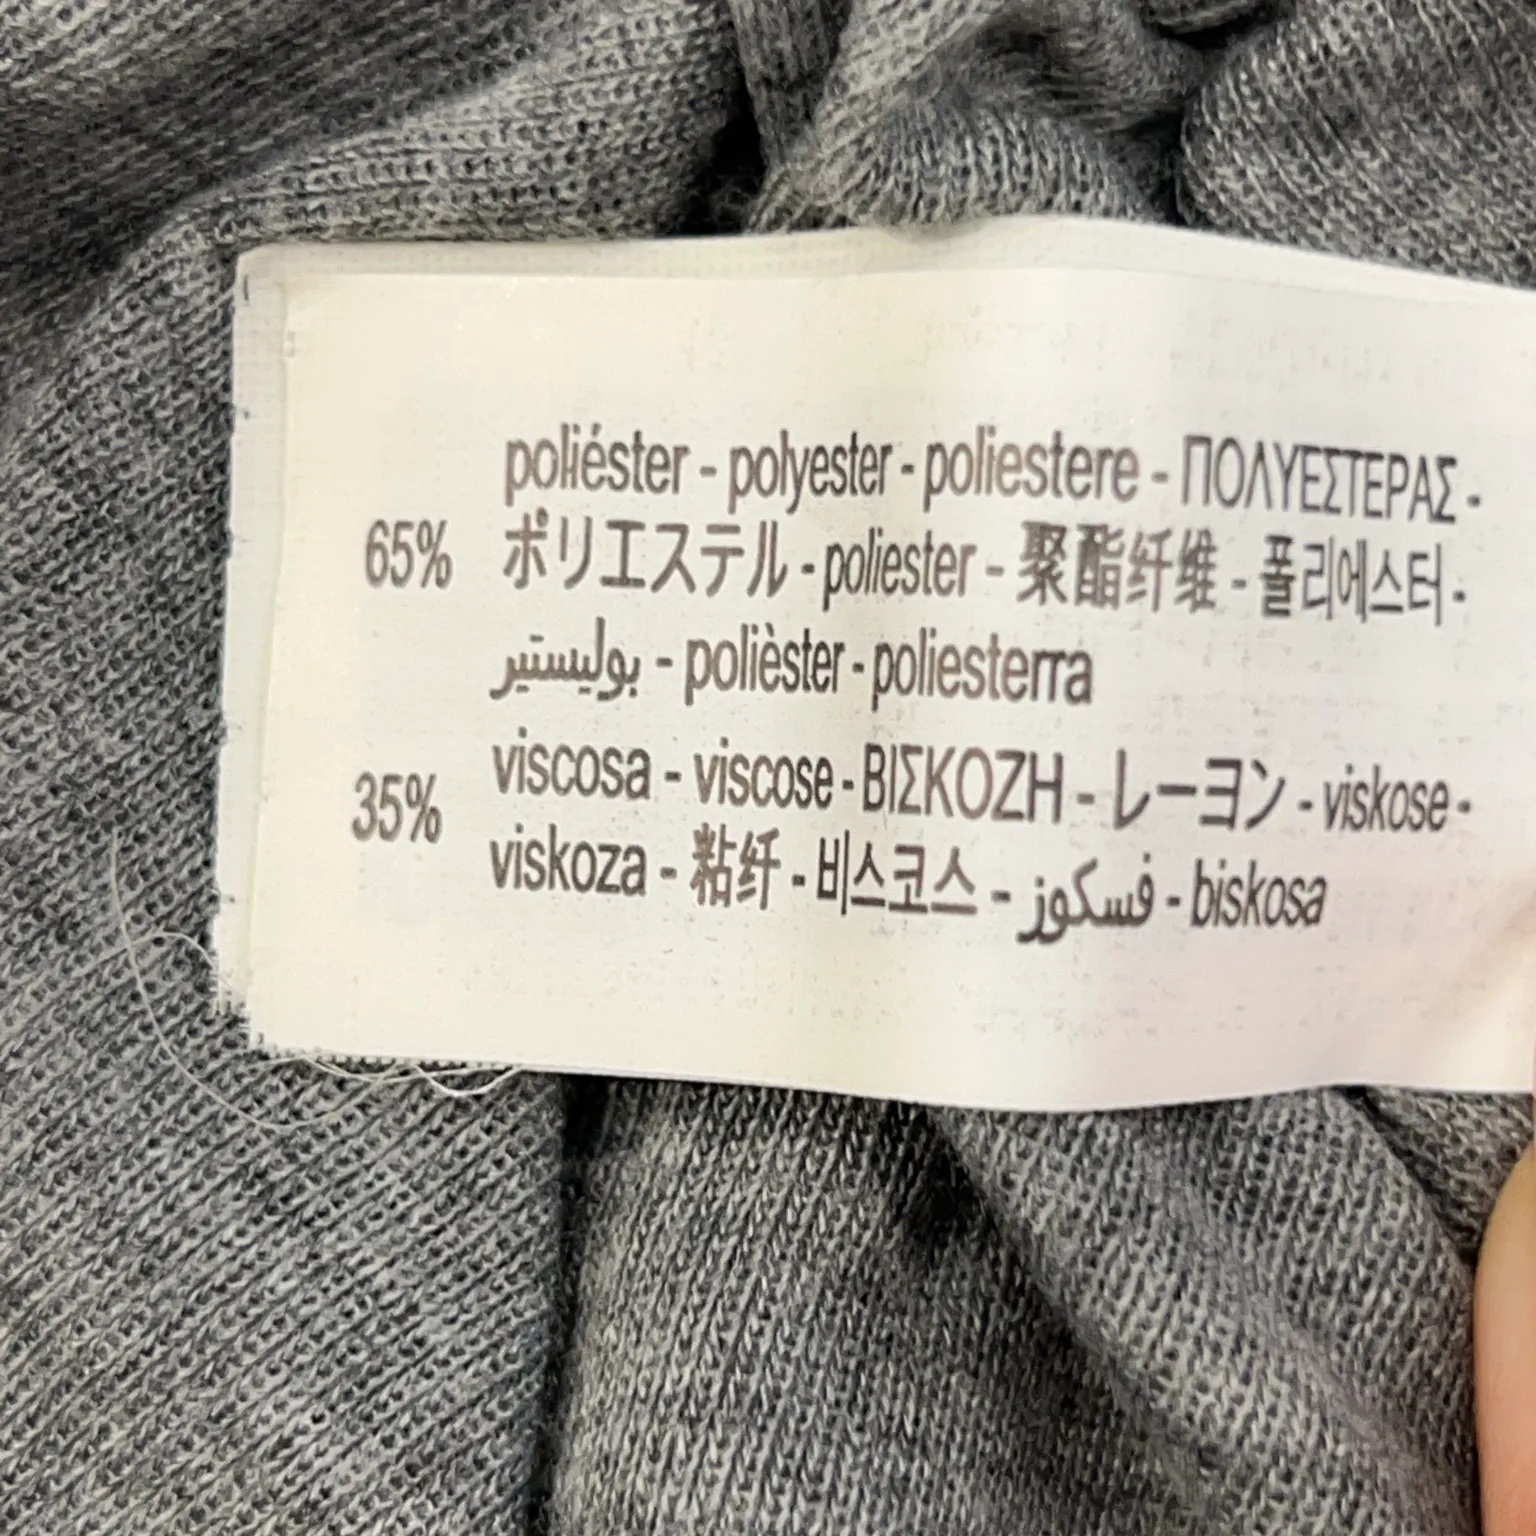 65% poliéster - polyester - poliestere - ΠΟΛΥΕΣΤΕΡΑΣ -
ポリエステル - poliester - 聚酯纤维 - 폴리에스터 -
بوليستير - polièster - poliesterra
35% viscosa - viscose - ΒΙΣΚΟΖΗ - レーヨン - viskose -
viskoza - 粘纤 - 비스코스 - فسكوز - biskosa